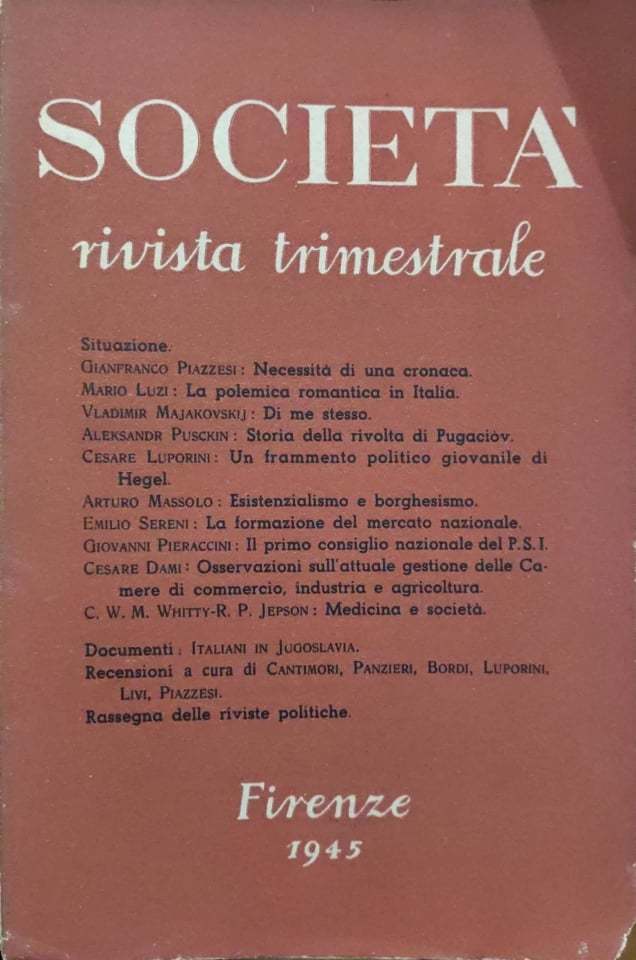 SOCIETÀ
rivista trimestrale
Situazione.
GIANFRANCO PIAZZESI: Necessità di una cronaca.
MARIO LUZI: La polemica romantica in Italia.
VLADIMIR MAJAKOVSKIJ: Di me stesso.
ALEKSANDR PUSCKIN: Storia della rivolta di Pugaciòv.
CESARE LUPORINI: Un frammento politico giovanile di
Hegel.
ARTURO MASSOLO: Esistenzialismo e borghesismo.
EMILIO SERENI: La formazione del mercato nazionale.
GIOVANNI PIERACCINI: Il primo consiglio nazionale del P.S.I.
CESARE DAMI: Osservazioni sull'attuale gestione delle Ca-
mere di commercio, industria e agricoltura.
C. W. M. WHITTY-R. P. JEPSON: Medicina e società.
Documenti: ITALIANI IN JUGOSLAVIA.
Recensioni a cura di CANTIMORI, PANZIERI, BORDI, LUPORINI,
LIVI, PIAZZESI.
Rassegna delle riviste politiche.
Firenze
1945